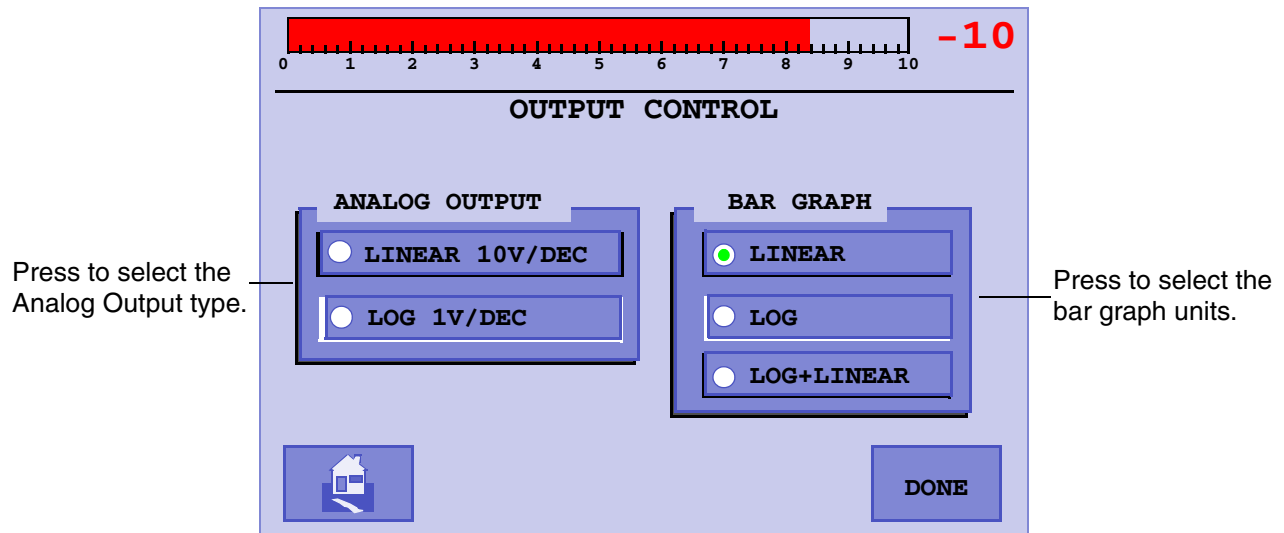 -10
0 1 2 3 4 5 6 7 8 9 10
OUTPUT CONTROL
ANALOG OUTPUT
LINEAR 10V/DEC
LOG 1V/DEC
BAR GRAPH
LINEAR
LOG
LOG+LINEAR
Press to select the
Analog Output type.
Press to select the
bar graph units.
DONE